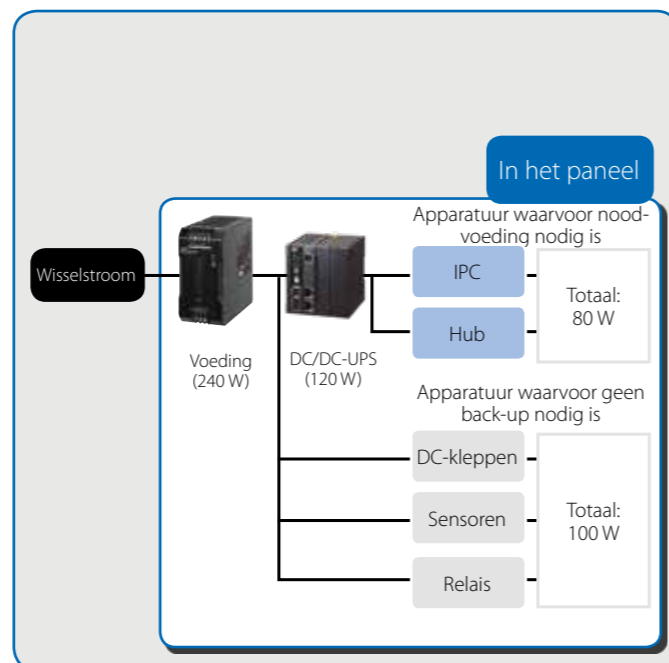 In het paneel
Apparatuur waarvoor nood-
voeding nodig is
Wisselstroom
IPC
Hub
Totaal:
80 W
Voeding
(240 W)
DC/DC-UPS
(120 W)
Apparatuur waarvoor geen
back-up nodig is
DC-kleppen
Sensoren
Relais
Totaal:
100 W